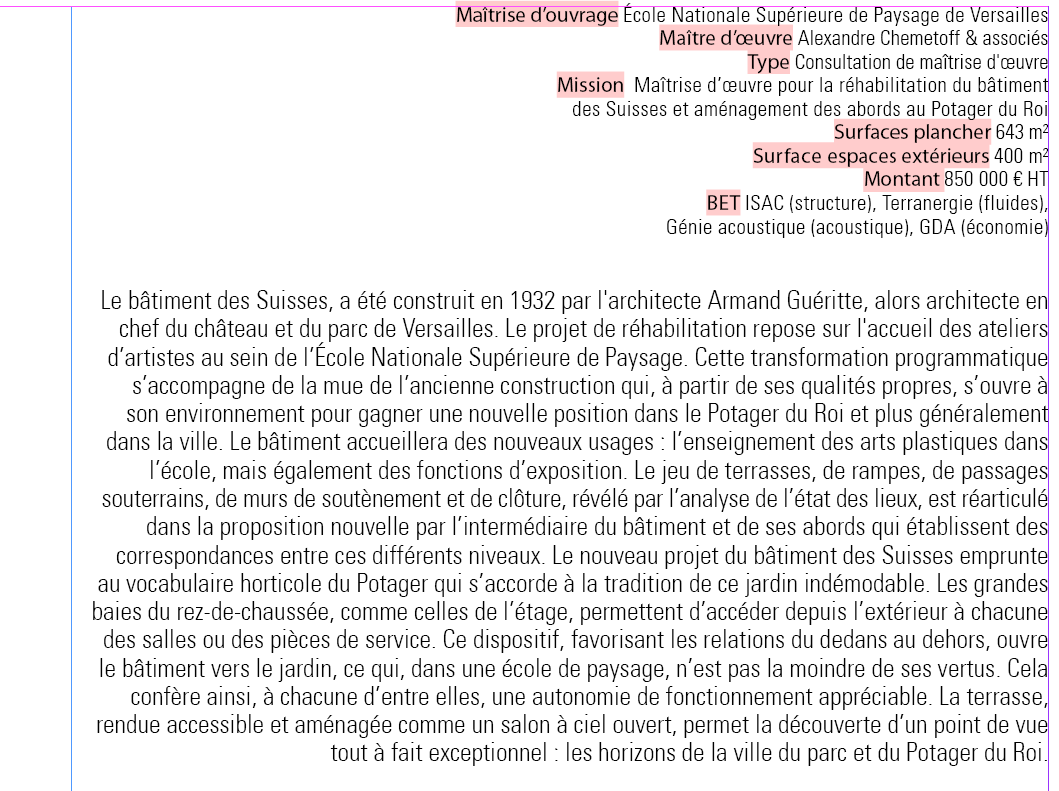 Maîtrise d’ouvrage École Nationale Supérieure de Paysage de Versailles
Maître d’œuvre Alexandre Chemetoff & associés
Type Consultation de maîtrise d'œuvre
Mission Maîtrise d’œuvre pour la réhabilitation du bâtiment
des Suisses et aménagement des abords au Potager du Roi
Surfaces plancher 643 m²
Surface espaces extérieurs 400 m²
Montant 850 000 € HT
BET ISAC (structure), Terranergie (fluides),
Génie acoustique (acoustique), GDA (économie)
Le bâtiment des Suisses, a été construit en 1932 par l'architecte Armand Guéritte, alors architecte en
chef du château et du parc de Versailles. Le projet de réhabilitation repose sur l'accueil des ateliers
d’artistes au sein de l’École Nationale Supérieure de Paysage. Cette transformation programmatique
s’accompagne de la mue de l’ancienne construction qui, à partir de ses qualités propres, s’ouvre à
son environnement pour gagner une nouvelle position dans le Potager du Roi et plus généralement
dans la ville. Le bâtiment accueillera des nouveaux usages : l’enseignement des arts plastiques dans
l’école, mais également des fonctions d’exposition. Le jeu de terrasses, de rampes, de passages
souterrains, de murs de soutènement et de clôture, révélé par l’analyse de l’état des lieux, est réarticulé
dans la proposition nouvelle par l’intermédiaire du bâtiment et de ses abords qui établissent des
correspondances entre ces différents niveaux. Le nouveau projet du bâtiment des Suisses emprunte
au vocabulaire horticole du Potager qui s’accorde à la tradition de ce jardin indémodable. Les grandes
baies du rez-de-chaussée, comme celles de l’étage, permettent d’accéder depuis l’extérieur à chacune
des salles ou des pièces de service. Ce dispositif, favorisant les relations du dedans au dehors, ouvre
le bâtiment vers le jardin, ce qui, dans une école de paysage, n’est pas la moindre de ses vertus. Cela
confère ainsi, à chacune d’entre elles, une autonomie de fonctionnement appréciable. La terrasse,
rendue accessible et aménagée comme un salon à ciel ouvert, permet la découverte d’un point de vue
tout à fait exceptionnel : les horizons de la ville du parc et du Potager du Roi.